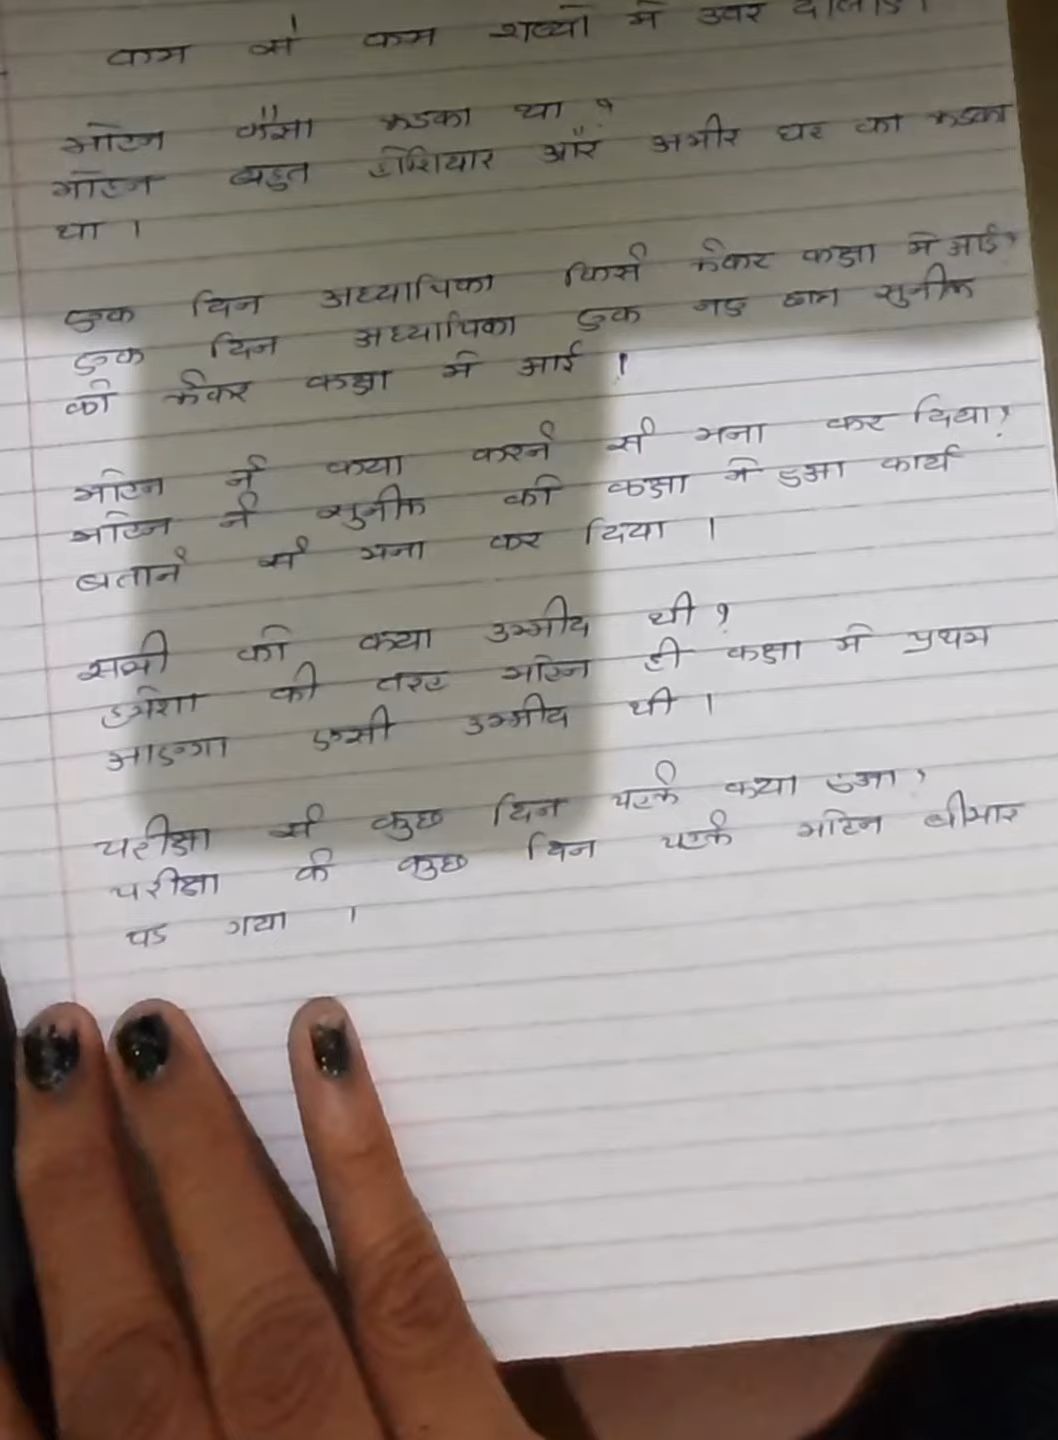 कम से कम शब्दों में उत्तर
मोहन कैसा लडका था ?
मोहन बहुत होशियार और अमीर घर का लडका
था ।
एक दिन अध्यापिका किसे लेकर कक्षा में आई?
एक दिन अध्यापिका एक नए छात्र सुनील
को लेकर कक्षा में आई ।
मोहन ने क्या करने से मना कर दिया?
मोहन ने सुनील को कक्षा में हुआ कार्य
बताने से मना कर दिया ।
सभी को क्या उम्मीद थी ?
हमेशा की तरह मोहन ही कक्षा में प्रथम
आएगा ऐसी उम्मीद थी ।
परीक्षा से कुछ दिन पहले क्या हुआ?
परीक्षा के कुछ दिन पहले मोहन बीमार
पड गया ।